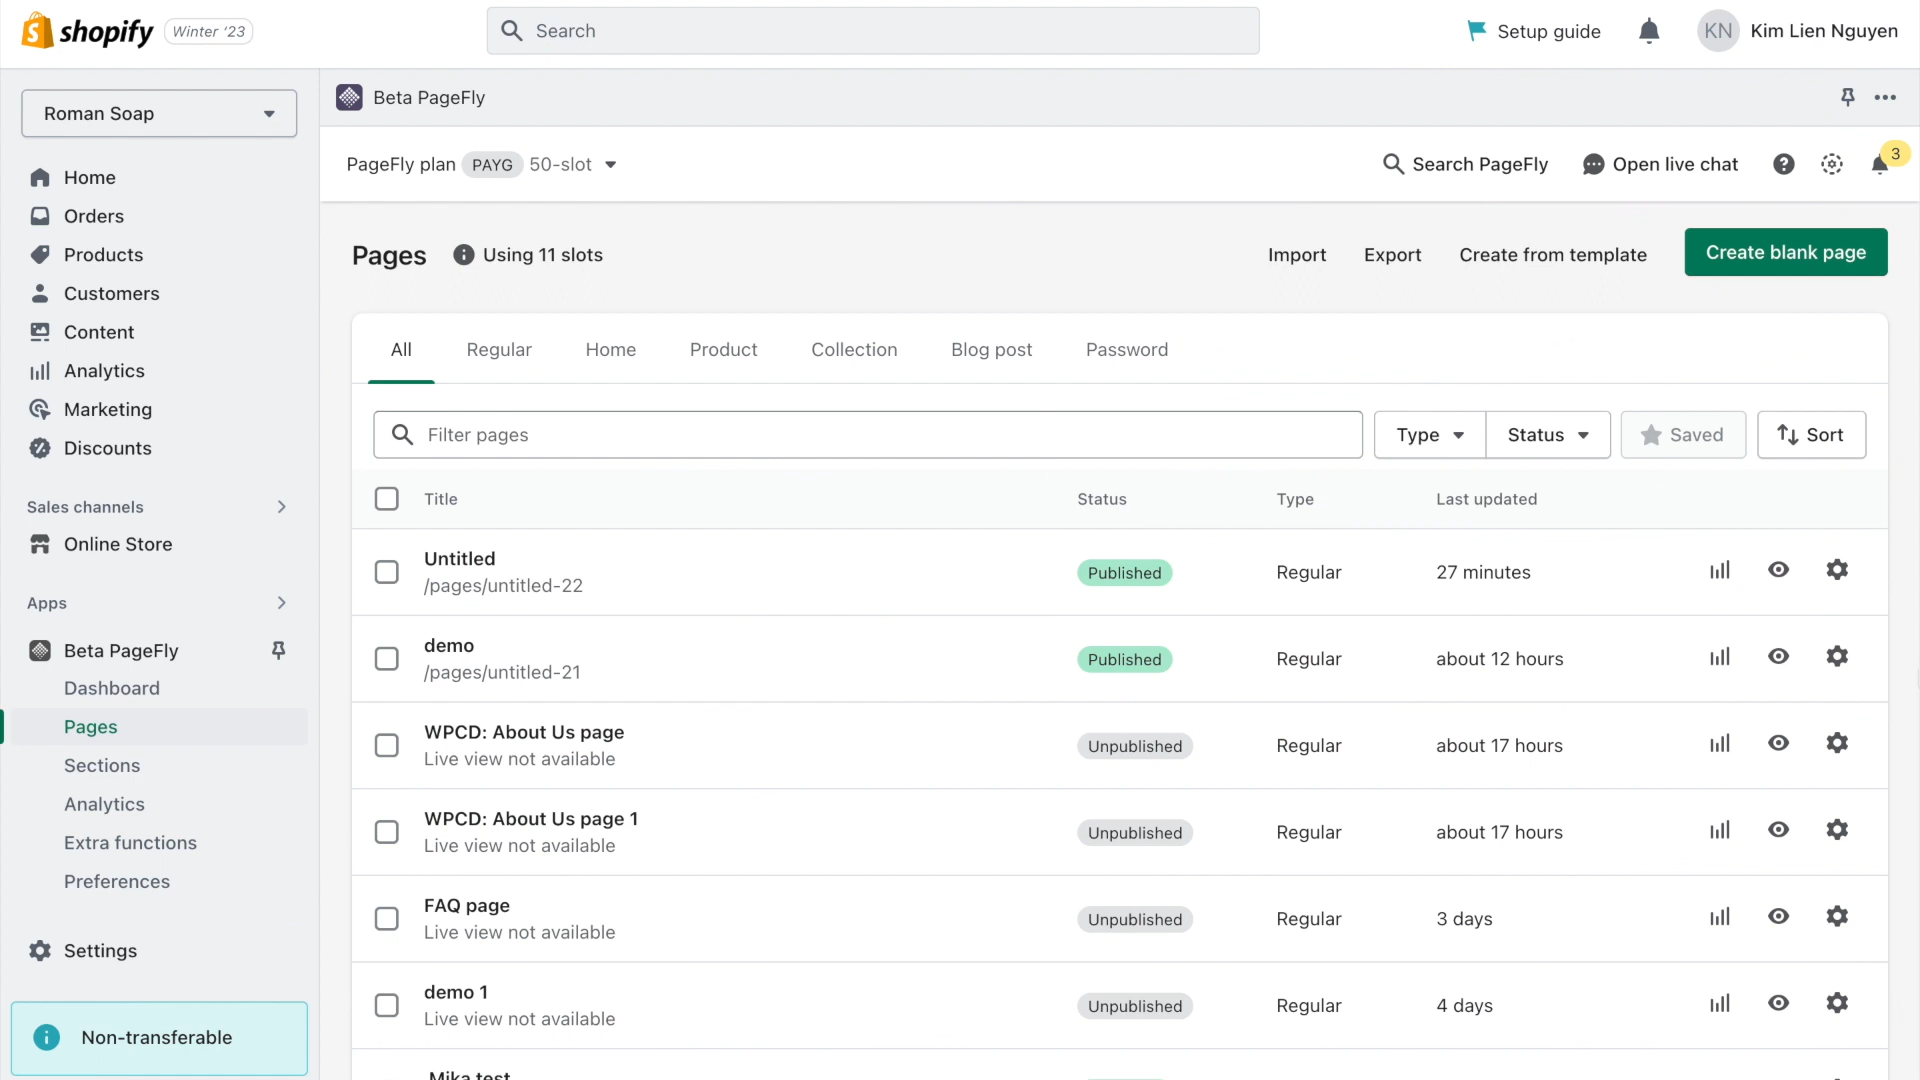 shopify
Winter '23
Search
Setup guide
KN
Kim Lien Nguyen
Roman Soap
Home
Orders
Products
Customers
Content
Analytics
Marketing
Discounts
Sales channels
Online Store
Apps
Beta PageFly
Dashboard
Pages
Sections
Analytics
Extra functions
Preferences
Settings
Non-transferable
Beta PageFly
PageFly plan PAYG 50-slot
Search PageFly
Open live chat
3
Pages
Using 11 slots
Import
Export
Create from template
Create blank page
All
Regular
Home
Product
Collection
Blog post
Password
Filter pages
Type
Status
Saved
Sort
Title Status Type Last updated
Untitled
/pages/untitled-22
Published Regular 27 minutes
demo
/pages/untitled-21
Published Regular about 12 hours
WPCD: About Us page
Live view not available
Unpublished Regular about 17 hours
WPCD: About Us page 1
Live view not available
Unpublished Regular about 17 hours
FAQ page
Live view not available
Unpublished Regular 3 days
demo 1
Live view not available
Unpublished Regular 4 days
Mika test